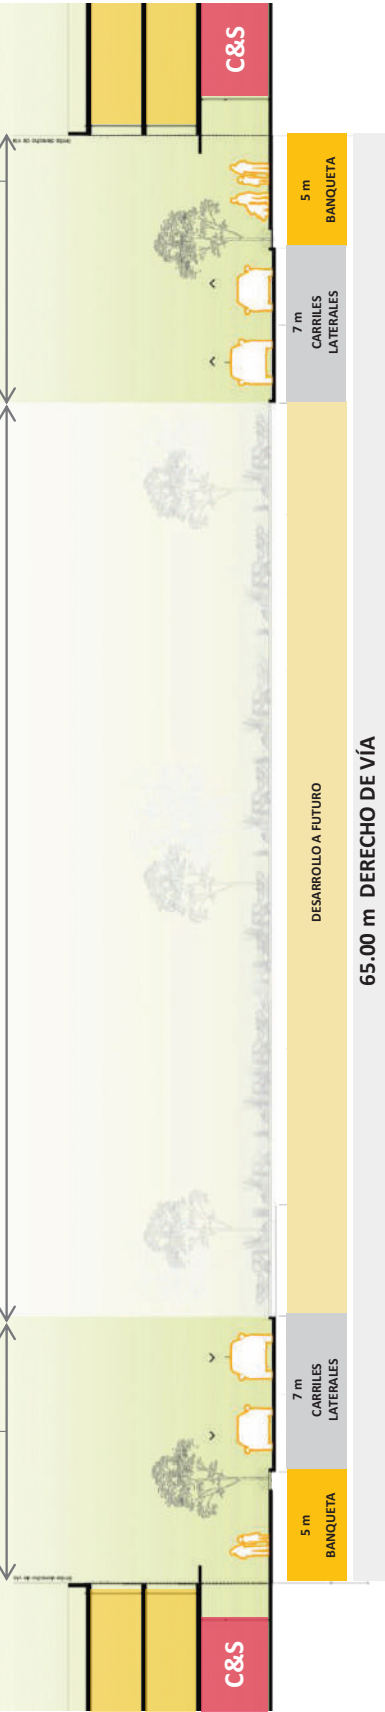 C&S
5 m
BANQUETA
7 m
CARRILES
LATERALES
DESARROLLO A FUTURO
65.00 m  DERECHO DE VÍA
7 m
CARRILES
LATERALES
5 m
BANQUETA
C&S